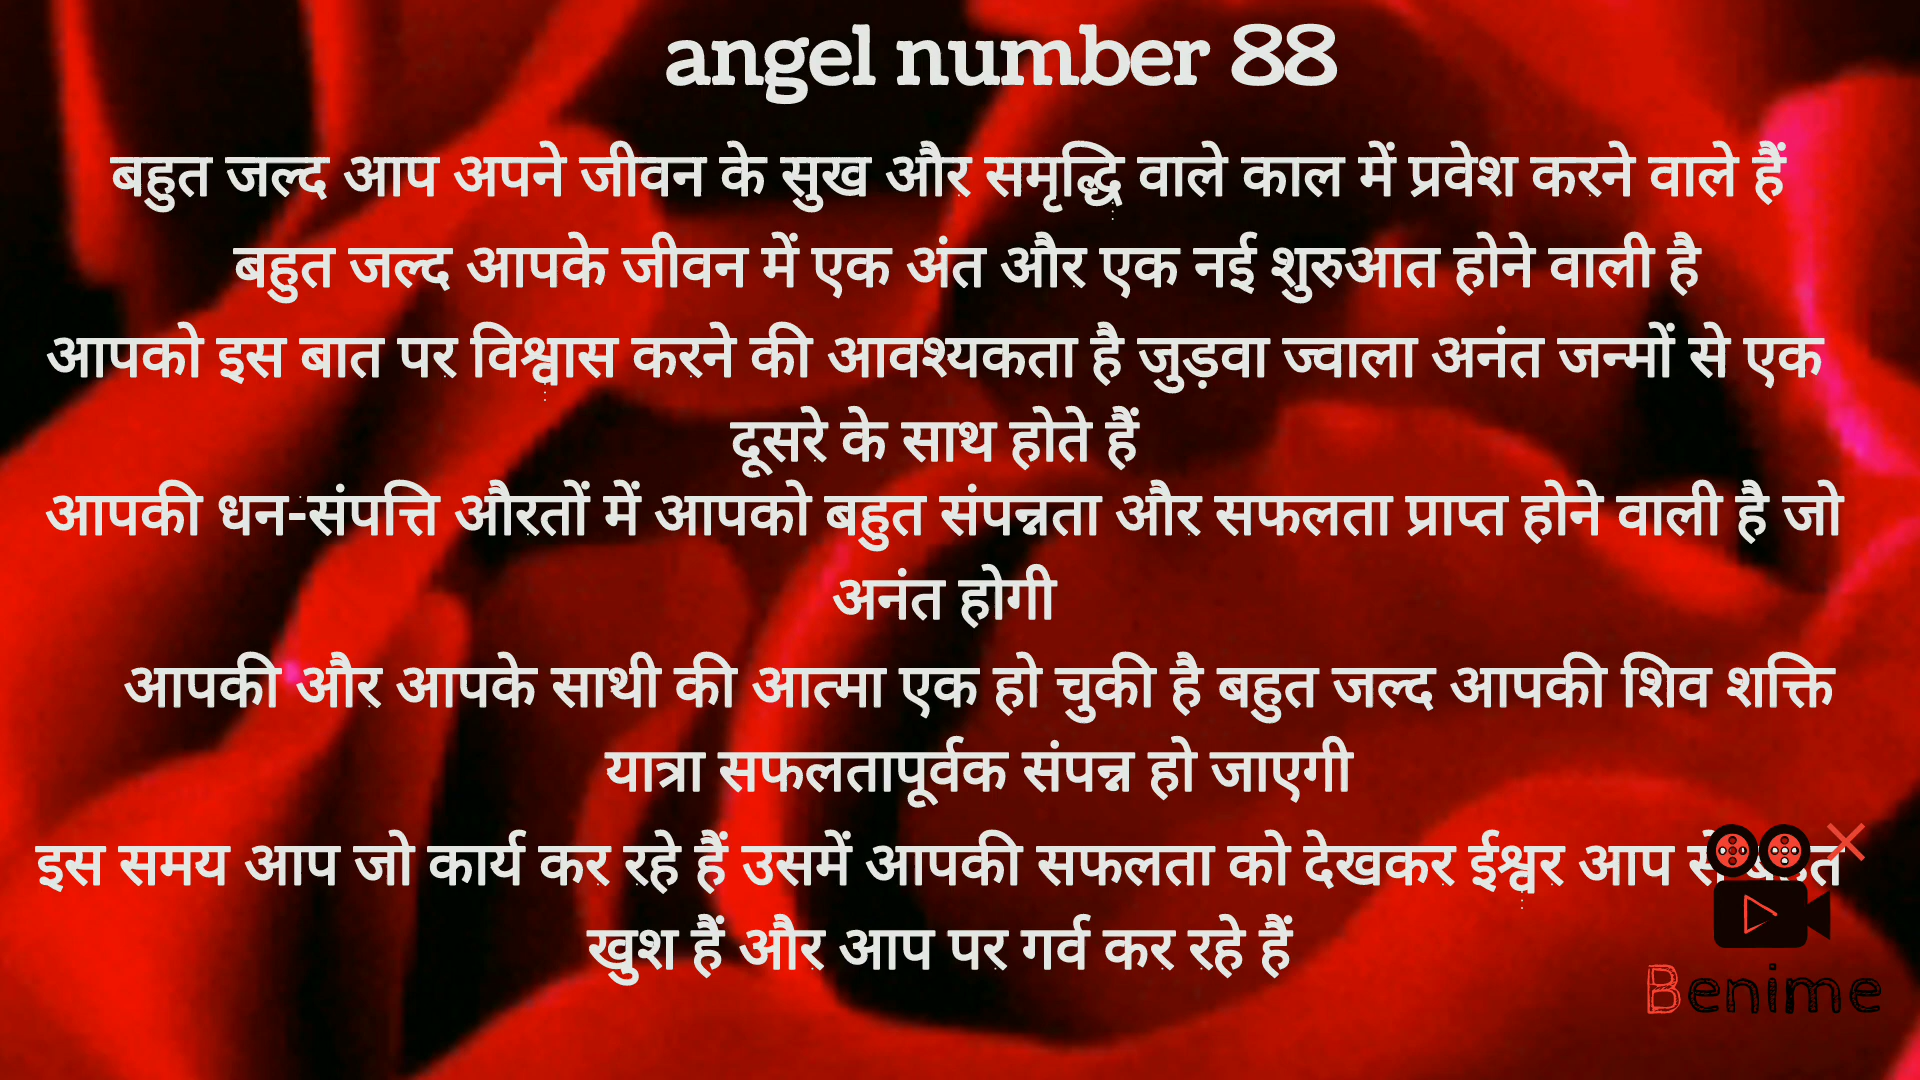 angel number 88
बहुत जल्द आप अपने जीवन के सुख और समृद्धि वाले काल में प्रवेश करने वाले हैं
बहुत जल्द आपके जीवन में एक अंत और एक नई शुरुआत होने वाली है
आपको इस बात पर विश्वास करने की आवश्यकता है जुड़वा ज्वाला अनंत जन्मों से एक
दूसरे के साथ होते हैं
आपकी धन-संपत्ति औरतों में आपको बहुत संपन्नता और सफलता प्राप्त होने वाली है जो
अनंत होगी
आपकी और आपके साथी की आत्मा एक हो चुकी है बहुत जल्द आपकी शिव शक्ति
यात्रा सफलतापूर्वक संपन्न हो जाएगी
इस समय आप जो कार्य कर रहे हैं उसमें आपकी सफलता को देखकर ईश्वर आप से बहुत
खुश हैं और आप पर गर्व कर रहे हैं
Benime